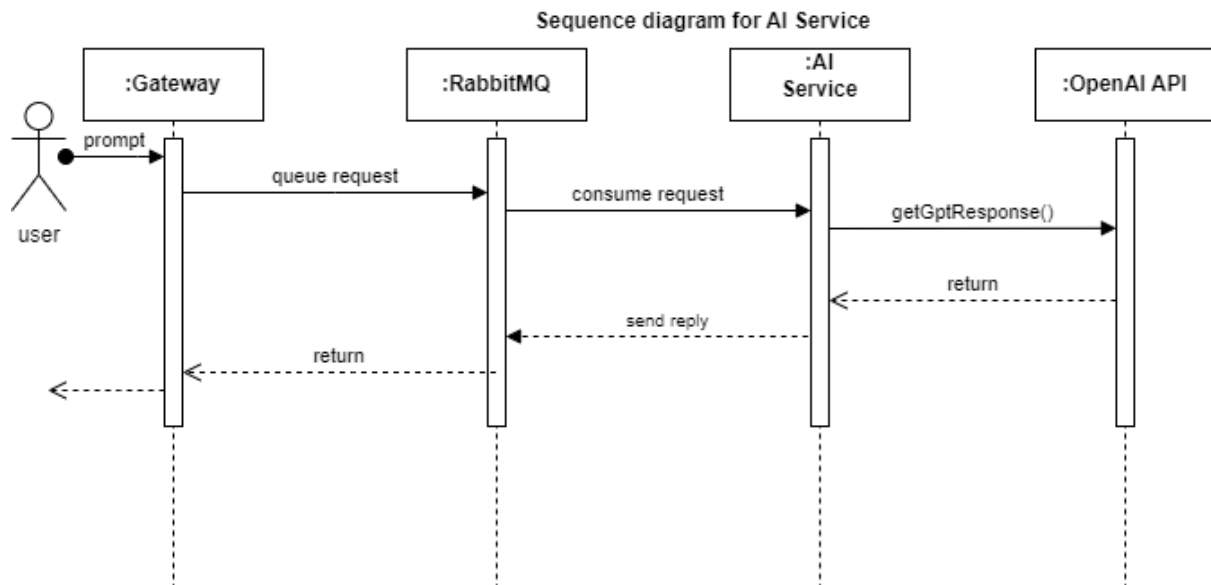 Sequence diagram for AI Service
:Gateway
:RabbitMQ
:AI
Service
:OpenAI API
prompt
queue request
consume request
getGptResponse()
user
return
send reply
return